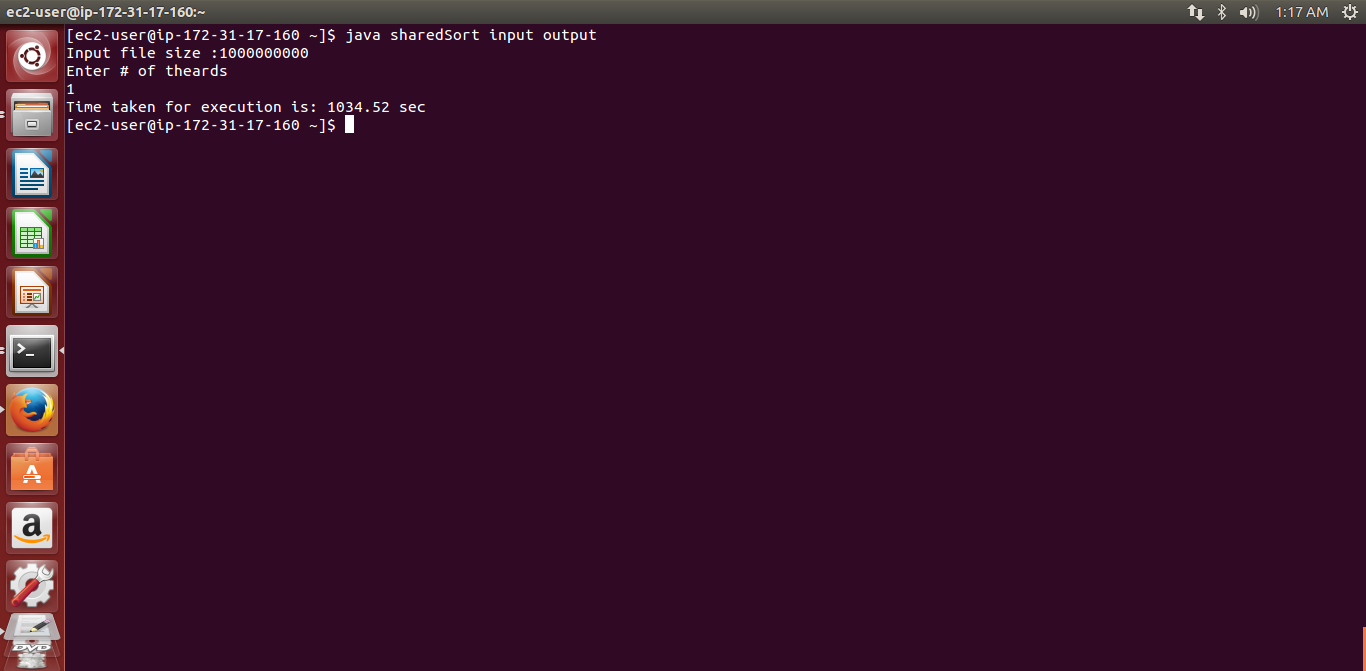 ec2-user@ip-172-31-17-160:~
1:17 AM
[ec2-user@ip-172-31-17-160 ~]$ java sharedSort input output
Input file size :1000000000
Enter # of theards
1
Time taken for execution is: 1034.52 sec
[ec2-user@ip-172-31-17-160 ~]$
>_
A
a
DVD